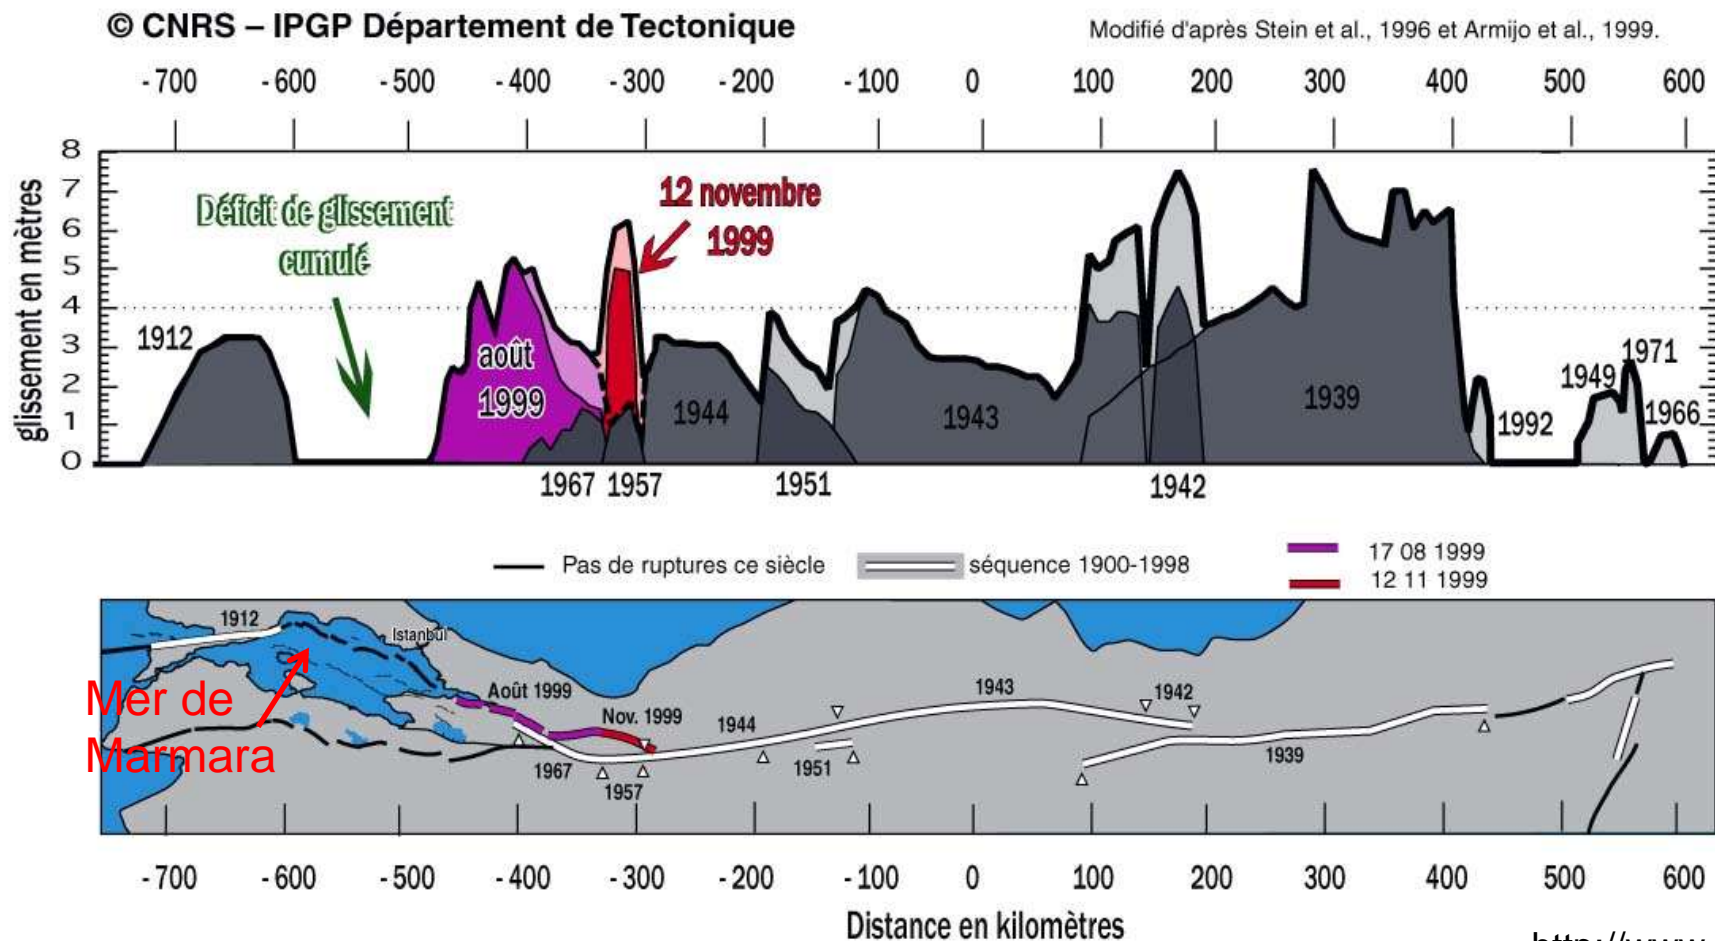 © CNRS – IPGP Département de Tectonique
Modifié d'après Stein et al., 1996 et Armijo et al., 1999.
-700 -600 -500 -400 -300 -200 -100 0 100 200 300 400 500 600
glissement en mètres
8
7
6
5
4
3
2
1
0
Déficit de glissement
cumulé
12 novembre
1999
1912
août
1999
1944
1943
1939
1992
1949
1971
1966
1967 1957 1951 1942
Pas de ruptures ce siècle
séquence 1900-1998
17 08 1999
12 11 1999
1912
Istanbul
Mer de
Marmara
Août 1999
Nov. 1999
1944
1943
1942
1967
1957
1951
1939
-700 -600 -500 -400 -300 -200 -100 0 100 200 300 400 500 600
Distance en kilomètres